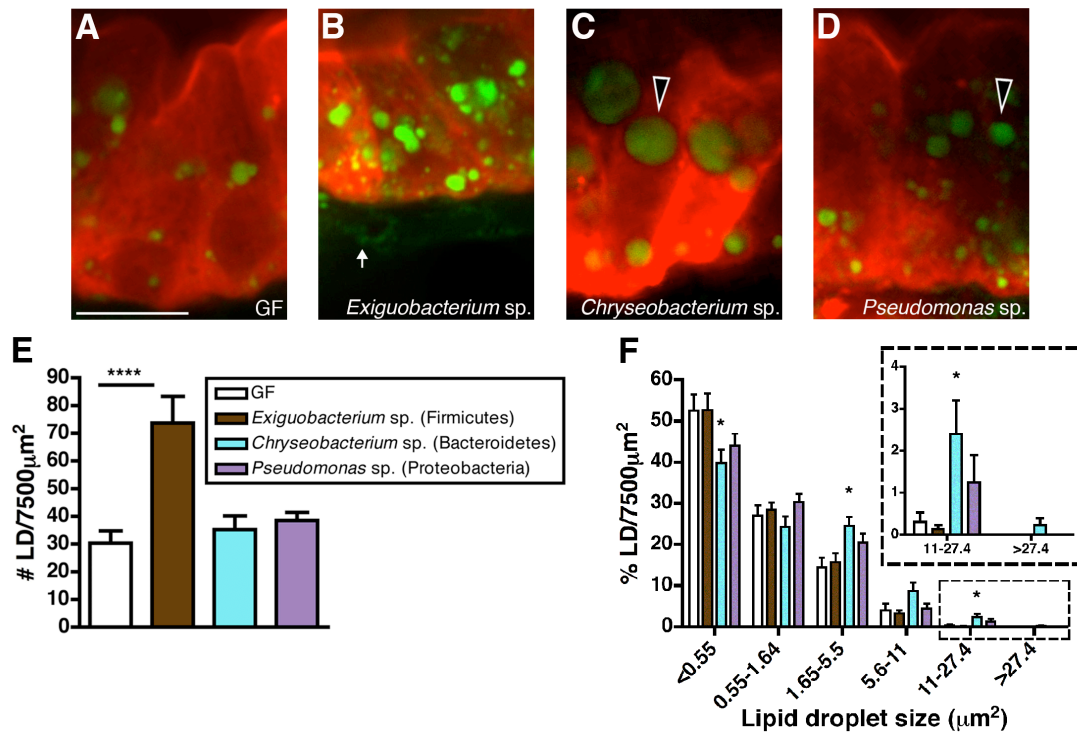 A
B
C
D
GF
Exiguobacterium sp.
Chryseobacterium sp.
Pseudomonas sp.
E
# LD/7500µm²
90
80
70
60
50
40
30
20
10
0
****
GF
Exiguobacterium sp. (Firmicutes)
Chryseobacterium sp. (Bacteroidetes)
Pseudomonas sp. (Proteobacteria)
F
% LD/7500µm²
60
50
40
30
20
10
0
*
*
*
<0.55
0.55-1.64
1.65-5.5
5.6-11
11-27.4
>27.4
Lipid droplet size (µm²)
4
3
2
1
0
*
11-27.4
>27.4